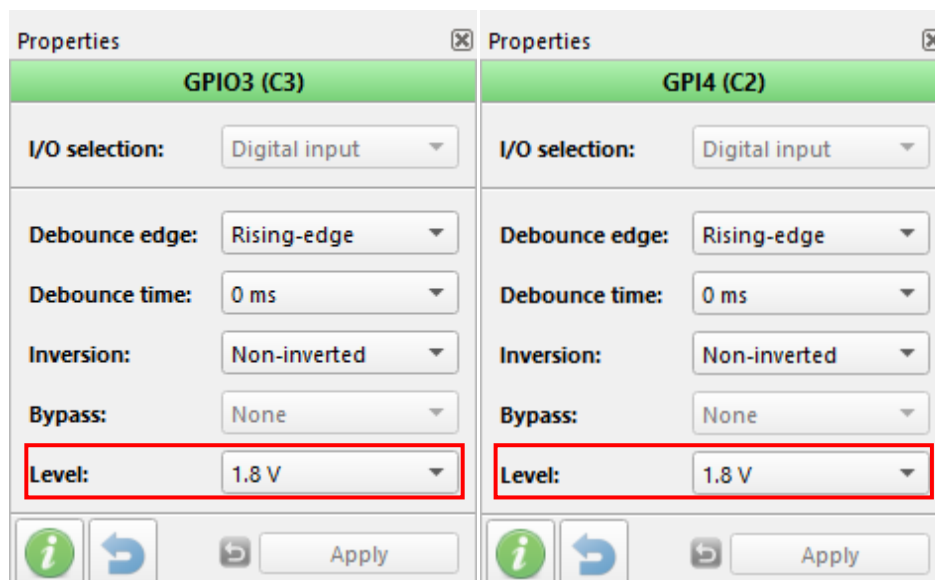 Properties
GPIO3 (C3)
I/O selection: Digital input
Debounce edge: Rising-edge
Debounce time: 0 ms
Inversion: Non-inverted
Bypass: None
Level: 1.8 V
Apply
Properties
GPI4 (C2)
I/O selection: Digital input
Debounce edge: Rising-edge
Debounce time: 0 ms
Inversion: Non-inverted
Bypass: None
Level: 1.8 V
Apply